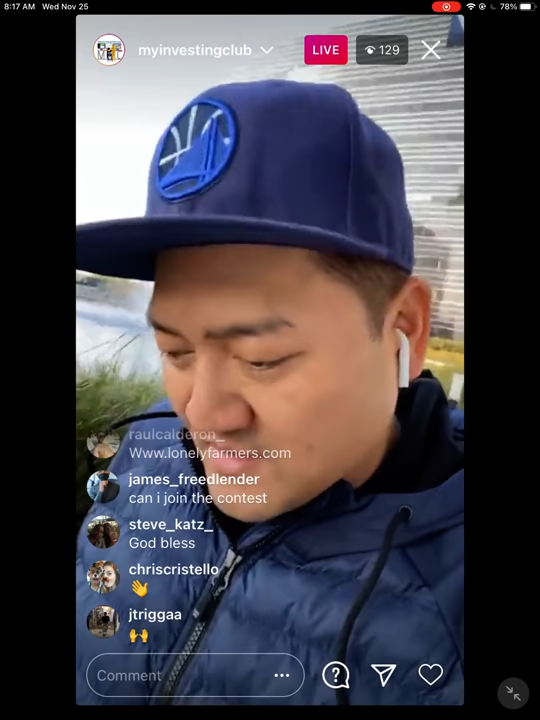 8:17 AM Wed Nov 25
78%
myinvestingclub
LIVE
129
raulcalderon_
Www.lonelyfarmers.com
james_freedlender
can i join the contest
steve_katz_
God bless
chriscristello
👋
jtriggaa
🙌
Comment